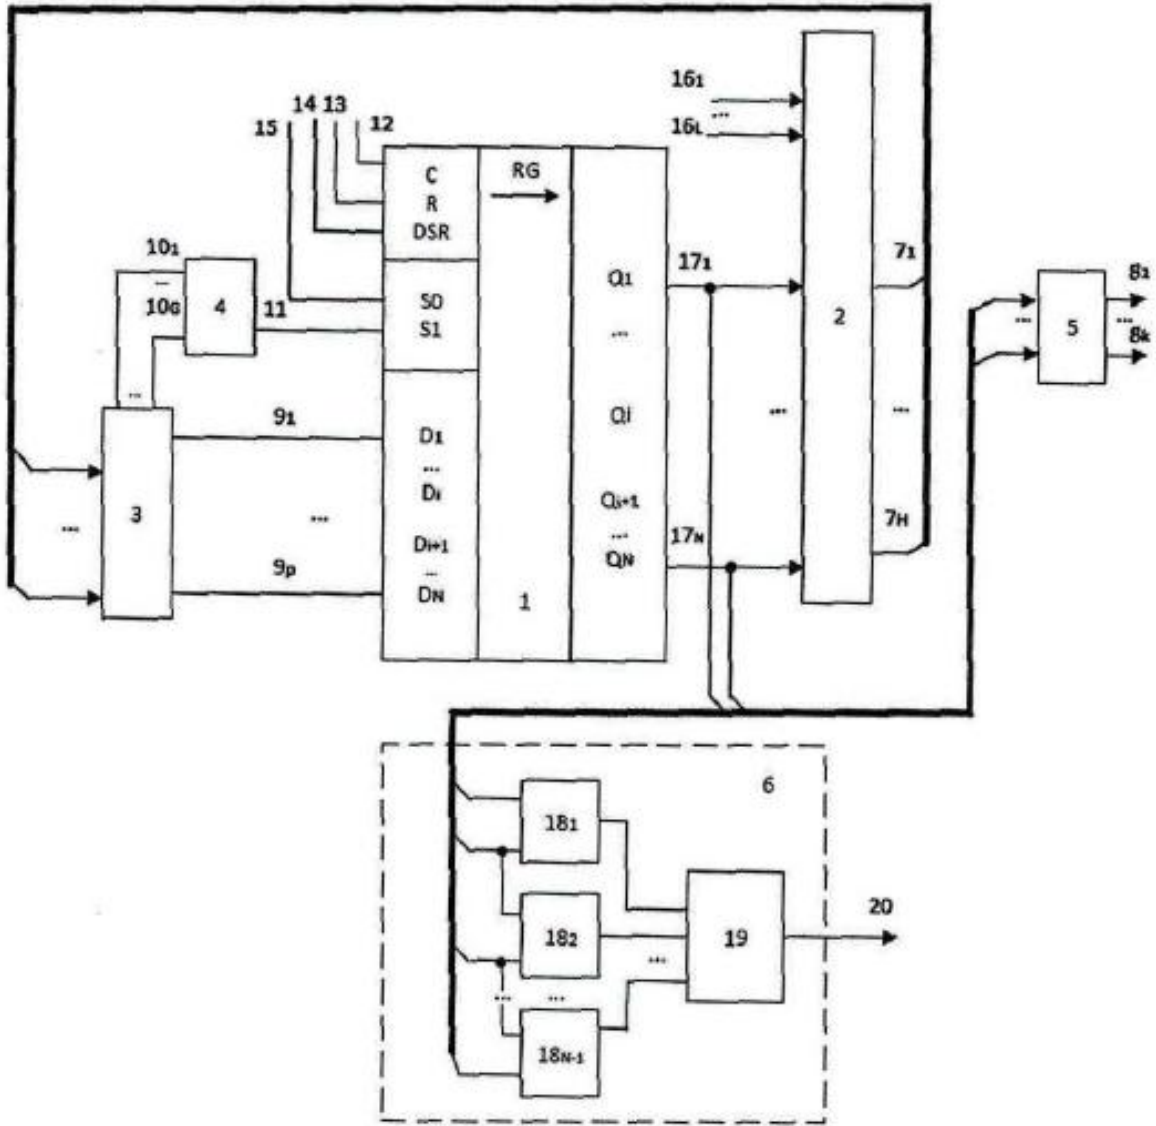 16₁
...
16L
14 13
15
12
C
R
DSR
RG
10₁
...
10G
4
11
S0
S1
Q1
...
Qi
Qi+1
...
QN
17₁
17N
2
7₁
...
7H
...
5
8₁
...
8k
...
9₁
...
9p
3
...
D1
...
Di
Di+1
...
DN
1
6
18₁
18₂
...
...
18N-1
...
19
20